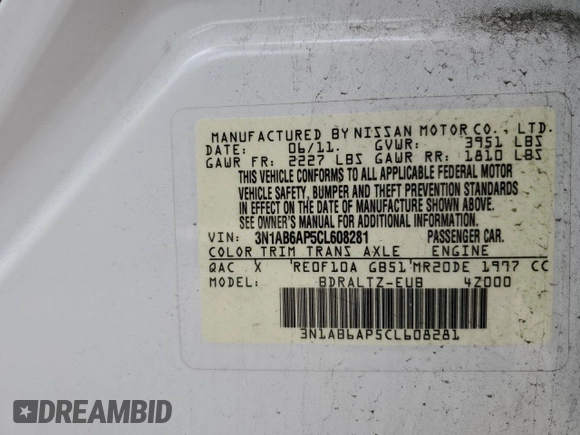 MANUFACTURED BY NISSAN MOTOR CO., LTD.
DATE: 06/11. GVWR: 3951 LBS
GAWR FR: 2227 LBS GAWR RR: 1810 LBS
THIS VEHICLE CONFORMS TO ALL APPLICABLE FEDERAL MOTOR
VEHICLE SAFETY, BUMPER AND THEFT PREVENTION STANDARDS
IN EFFECT ON THE DATE OF MANUFACTURE SHOWN ABOVE.
SEE OWNER'S MANUAL FOR ADDITIONAL INFORMATION.
VIN: 3N1AB6AP5CL608281 PASSENGER CAR.
COLOR TRIM TRANS AXLE ENGINE
QAC X 'RE0F10A GB51'MR20DE 1997 CC
MODEL: BDRALTZ-EUB 4Z000
3N1AB6AP5CL608281
DREAMBID